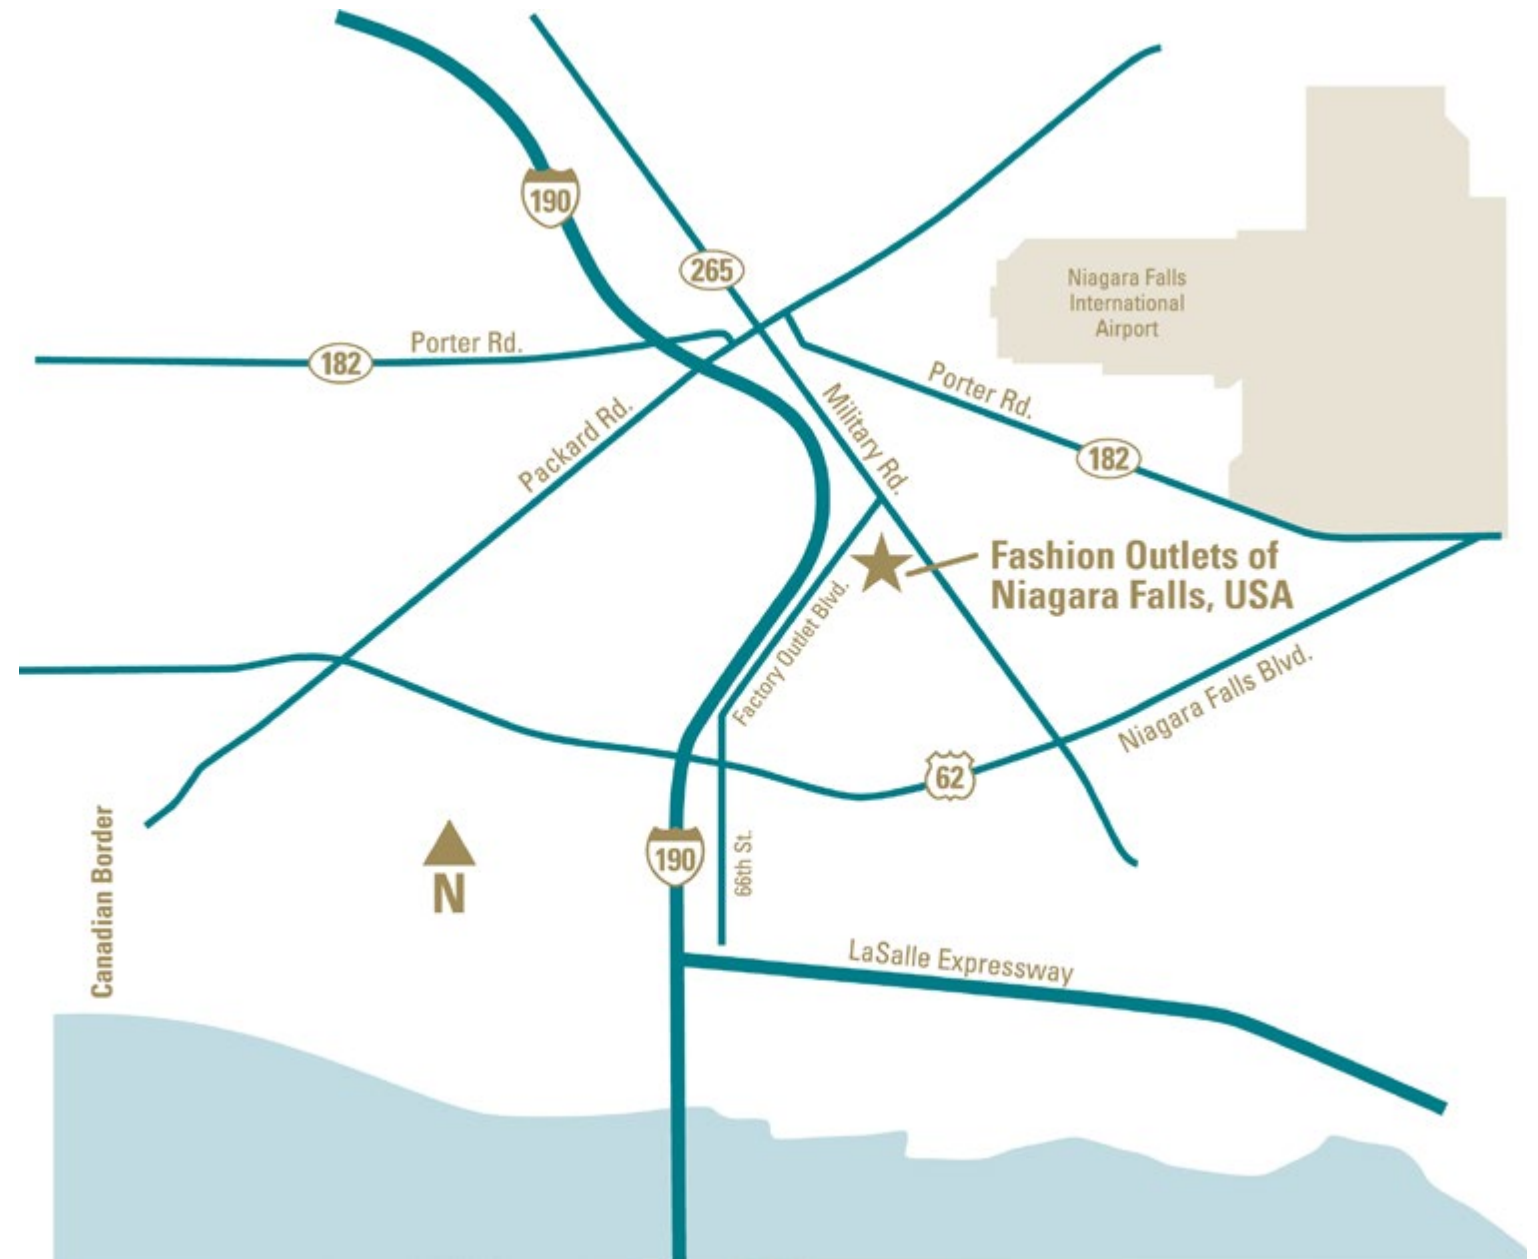 190
265
Niagara Falls
International
Airport
Porter Rd.
182
Porter Rd.
Military Rd.
Packard Rd.
182
Fashion Outlets of
Niagara Falls, USA
Factory Outlet Blvd.
Niagara Falls Blvd.
62
Canadian Border
N
190
66th St.
LaSalle Expressway